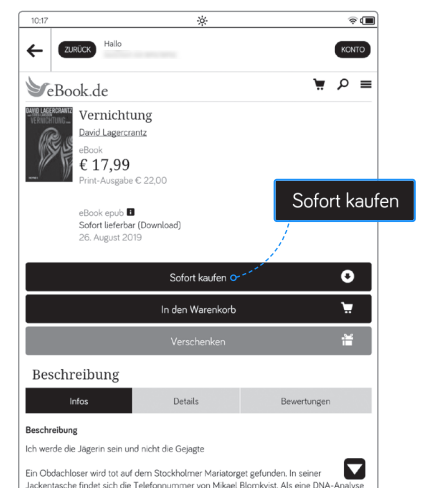 10:17
ZURÜCK
Hallo
KONTO
eBook.de
DAVID LAGERCRANTZ
VERNICHTUNG
Vernichtung
David Lagercrantz
eBook
€ 17,99
Print-Ausgabe € 22,00
Sofort kaufen
eBook epub i
Sofort lieferbar (Download)
26. August 2019
Sofort kaufen
In den Warenkorb
Verschenken
Beschreibung
Infos Details Bewertungen
Beschreibung
Ich werde die Jägerin sein und nicht die Gejagte
Ein Obdachloser wird tot auf dem Stockholmer Mariatorget gefunden. In seiner
Jackentasche findet sich die Telefonnummer von Mikael Blomkvist. Als eine DNA-Analyse